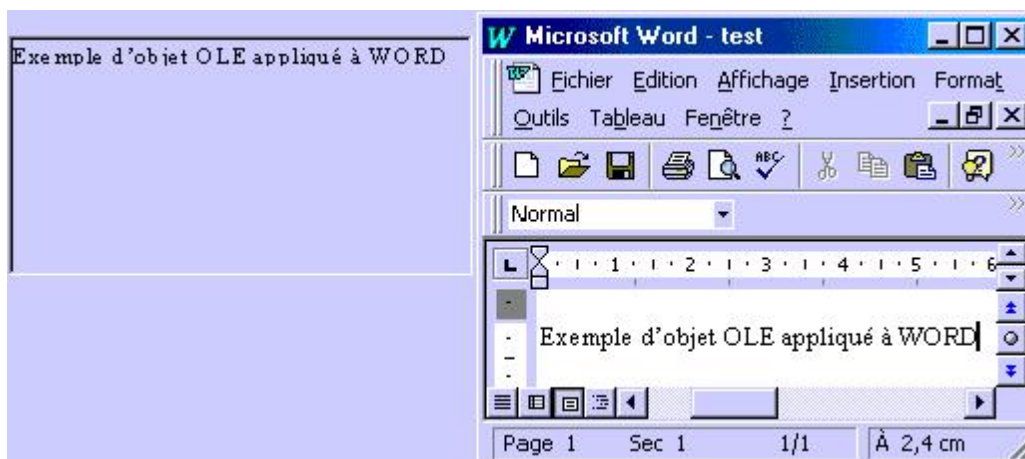 Exemple d'objet OLE appliqué à WORD
Microsoft Word - test
Fichier Edition Affichage Insertion Format
Outils Tableau Fenêtre ?
ABC
Normal
L 1 2 3 4 5 6
Exemple d'objet OLE appliqué à WORD
Page 1 Sec 1 1/1 À 2,4 cm